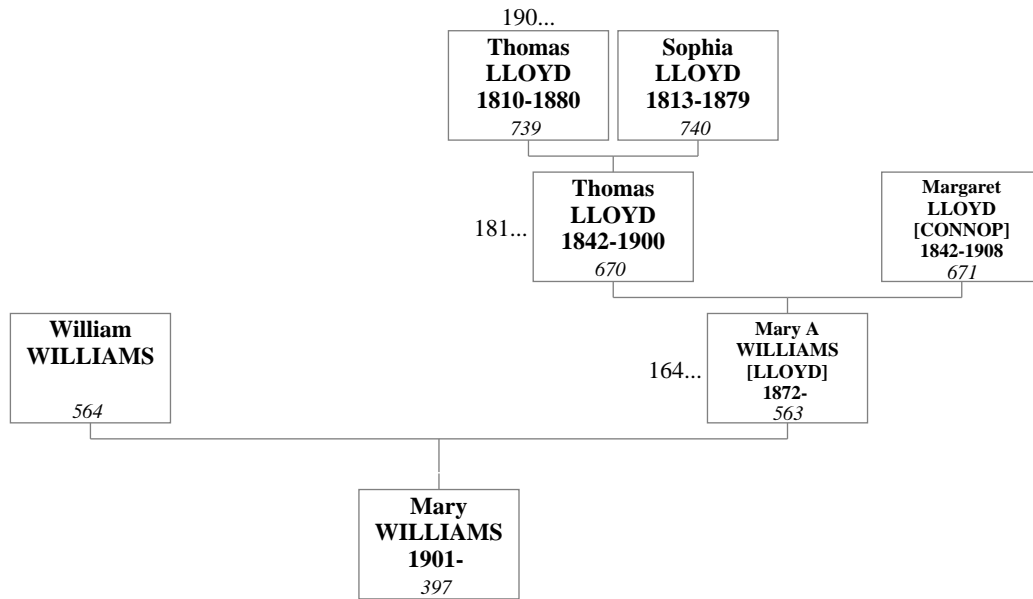 190...
Thomas
LLOYD
1810-1880
739
Sophia
LLOYD
1813-1879
740
181...
Thomas
LLOYD
1842-1900
670
Margaret
LLOYD
[CONNOP]
1842-1908
671
William
WILLIAMS
564
164...
Mary A
WILLIAMS
[LLOYD]
1872-
563
Mary
WILLIAMS
1901-
397